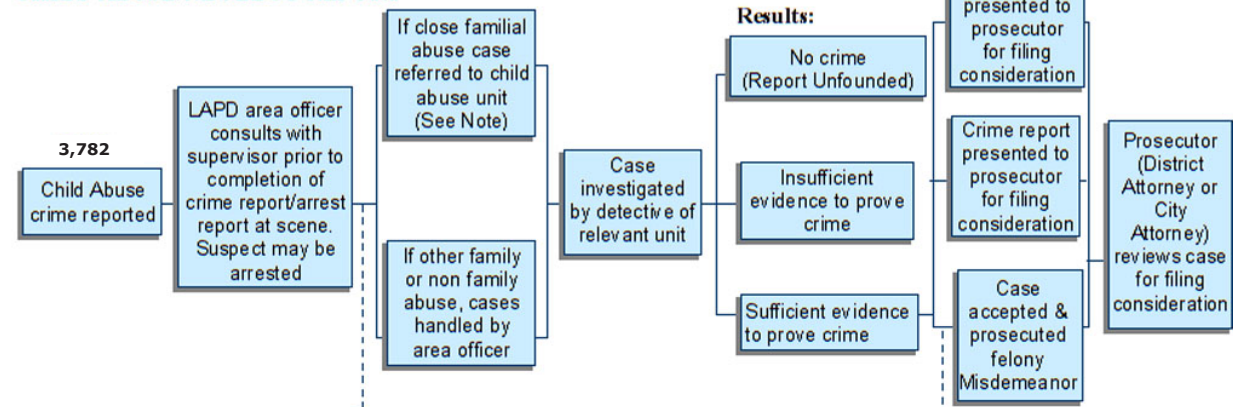 3,782
Child Abuse
crime reported
LAPD area officer
consults with
supervisor prior to
completion of
crime report/arrest
report at scene.
Suspect may be
arrested
If close familial
abuse case
referred to child
abuse unit
(See Note)
If other family
or non family
abuse, cases
handled by
area officer
Case
investigated
by detective of
relevant unit
Results:
No crime
(Report Unfounded)
Insufficient
evidence to prove
crime
Sufficient evidence
to prove crime
presented to
prosecutor
for filing
consideration
Crime report
presented to
prosecutor
for filing
consideration
Case
accepted &
prosecuted
felony
Misdemeanor
Prosecutor
(District
Attorney or
City
Attorney)
reviews case
for filing
consideration